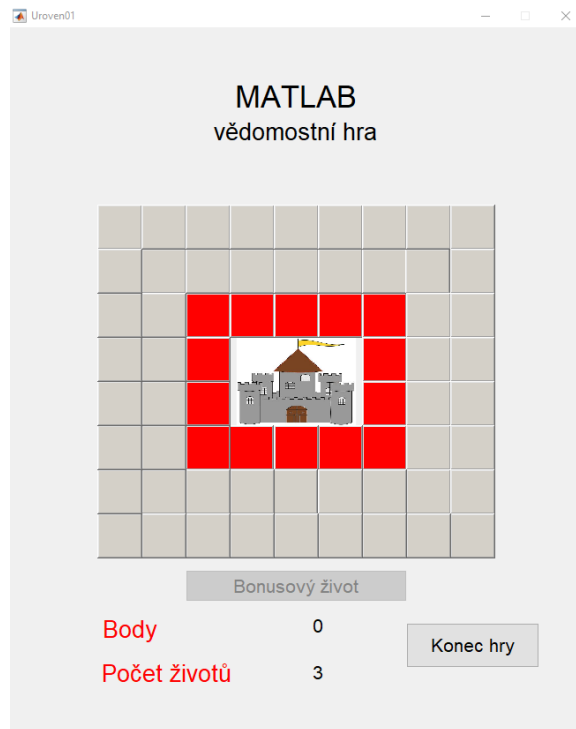 Uroven01
MATLAB
vědomostní hra
Bonusový život
Body 0
Konec hry
Počet životů 3